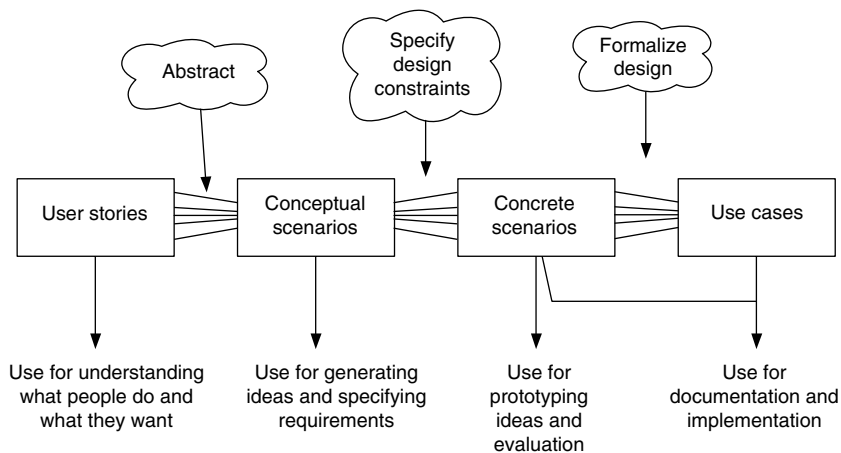 Abstract
Specify
design
constraints
Formalize
design
User stories
Conceptual
scenarios
Concrete
scenarios
Use cases
Use for understanding
what people do and
what they want
Use for generating
ideas and specifying
requirements
Use for
prototyping
ideas and
evaluation
Use for
documentation and
implementation